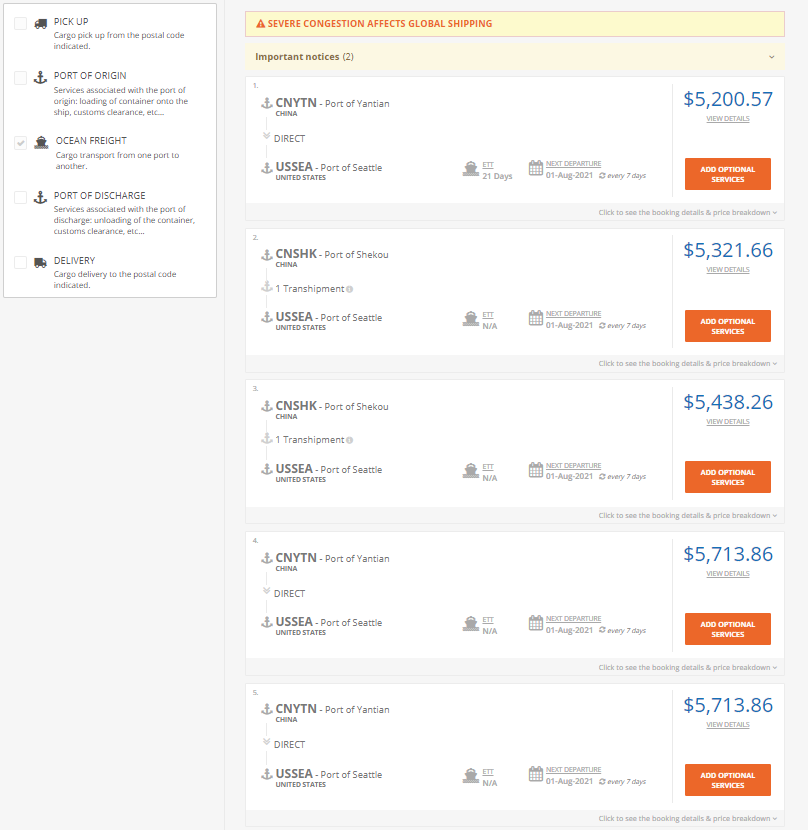 PICK UP
Cargo pick up from the postal code
indicated.
PORT OF ORIGIN
Services associated with the port of
origin: loading of container onto the
ship, customs clearance, etc...
OCEAN FREIGHT
Cargo transport from one port to
another.
PORT OF DISCHARGE
Services associated with the port of
discharge: unloading of the container,
customs clearance, etc...
DELIVERY
Cargo delivery to the postal code
indicated.
SEVERE CONGESTION AFFECTS GLOBAL SHIPPING
Important notices (2)
1.
CNYTN - Port of Yantian
CHINA
DIRECT
USSEA - Port of Seattle
UNITED STATES
ETT
21 Days
NEXT DEPARTURE
01-Aug-2021 every 7 days
$5,200.57
VIEW DETAILS
ADD OPTIONAL
SERVICES
Click to see the booking details & price breakdown
2.
CNSHK - Port of Shekou
CHINA
1 Transhipment
USSEA - Port of Seattle
UNITED STATES
ETT
N/A
NEXT DEPARTURE
01-Aug-2021 every 7 days
$5,321.66
VIEW DETAILS
ADD OPTIONAL
SERVICES
Click to see the booking details & price breakdown
3.
CNSHK - Port of Shekou
CHINA
1 Transhipment
USSEA - Port of Seattle
UNITED STATES
ETT
N/A
NEXT DEPARTURE
01-Aug-2021 every 7 days
$5,438.26
VIEW DETAILS
ADD OPTIONAL
SERVICES
Click to see the booking details & price breakdown
4.
CNYTN - Port of Yantian
CHINA
DIRECT
USSEA - Port of Seattle
UNITED STATES
ETT
N/A
NEXT DEPARTURE
01-Aug-2021 every 7 days
$5,713.86
VIEW DETAILS
ADD OPTIONAL
SERVICES
Click to see the booking details & price breakdown
5.
CNYTN - Port of Yantian
CHINA
DIRECT
USSEA - Port of Seattle
UNITED STATES
ETT
N/A
NEXT DEPARTURE
01-Aug-2021 every 7 days
$5,713.86
VIEW DETAILS
ADD OPTIONAL
SERVICES
Click to see the booking details & price breakdown